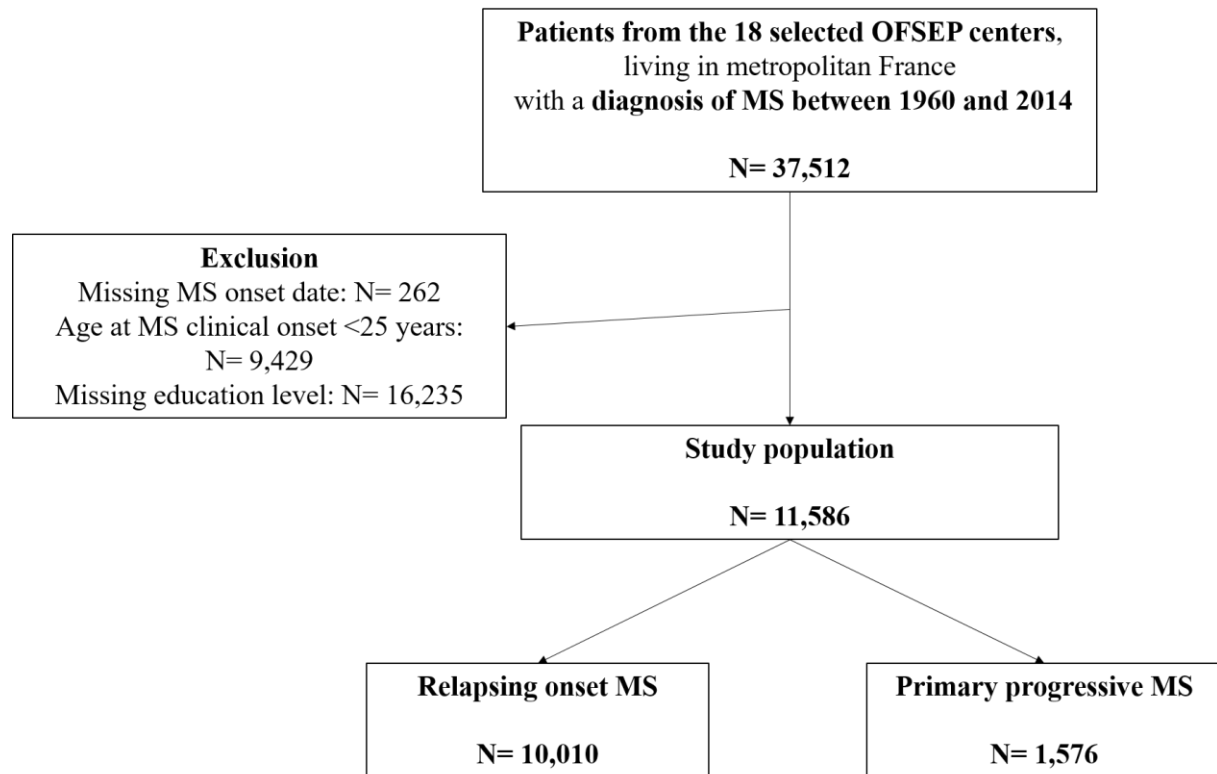 Patients from the 18 selected OFSEP centers,
living in metropolitan France
with a diagnosis of MS between 1960 and 2014
N= 37,512
Exclusion
Missing MS onset date: N= 262
Age at MS clinical onset <25 years:
N= 9,429
Missing education level: N= 16,235
Study population
N= 11,586
Relapsing onset MS
N= 10,010
Primary progressive MS
N= 1,576